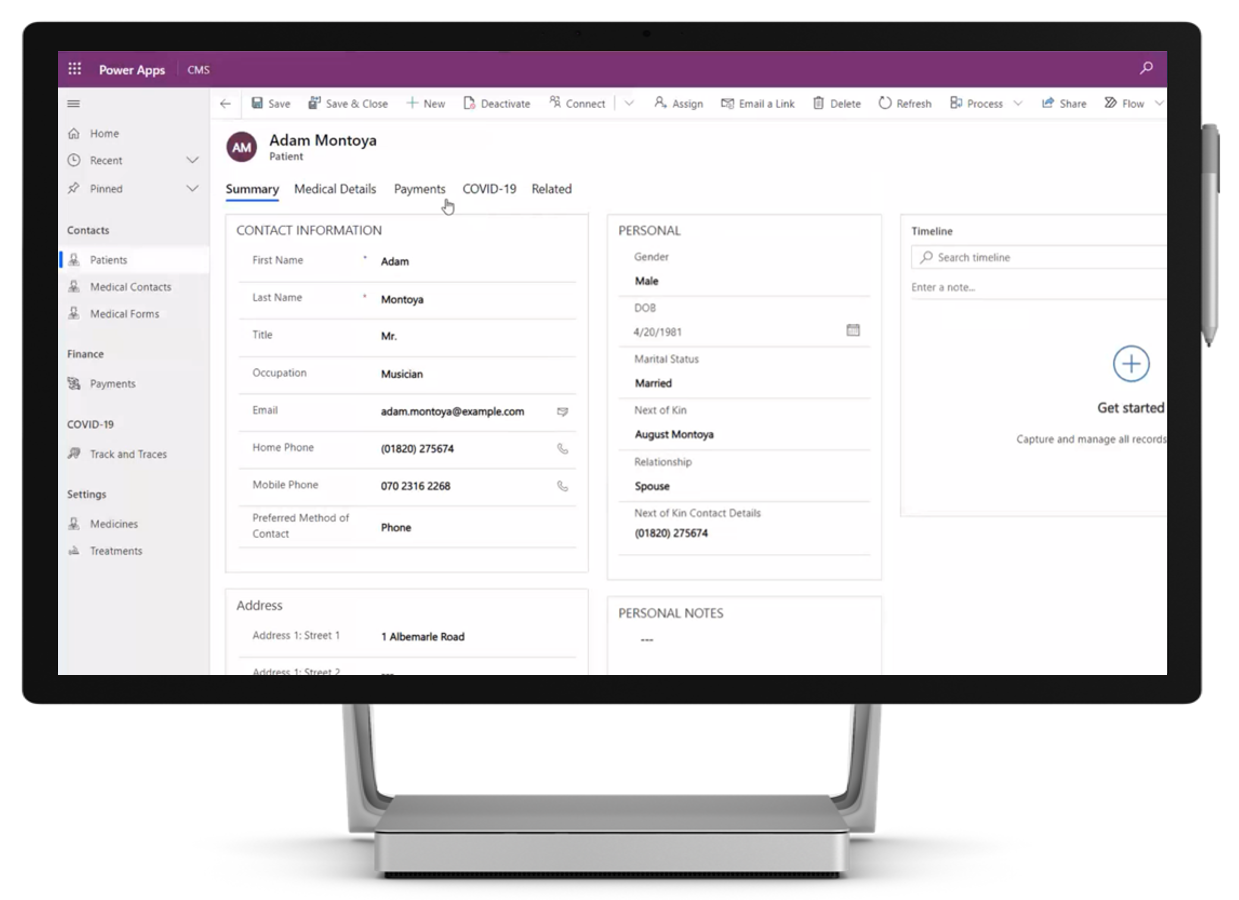 Power Apps CMS
Save Save & Close New Deactivate Connect Assign Email a Link Delete Refresh Process Share Flow
Home
Recent
Pinned
Contacts
Patients
Medical Contacts
Medical Forms
Finance
Payments
COVID-19
Track and Traces
Settings
Medicines
Treatments
AM
Adam Montoya
Patient
Summary Medical Details Payments COVID-19 Related
CONTACT INFORMATION
First Name * Adam
Last Name * Montoya
Title Mr.
Occupation Musician
Email adam.montoya@example.com
Home Phone (01820) 275674
Mobile Phone 070 2316 2268
Preferred Method of
Contact Phone
Address
Address 1: Street 1 1 Albemarle Road
Address 1: Street 2 ---
PERSONAL
Gender
Male
DOB
4/20/1981
Marital Status
Married
Next of Kin
August Montoya
Relationship
Spouse
Next of Kin Contact Details
(01820) 275674
PERSONAL NOTES
---
Timeline
Search timeline
Enter a note...
Get started
Capture and manage all records